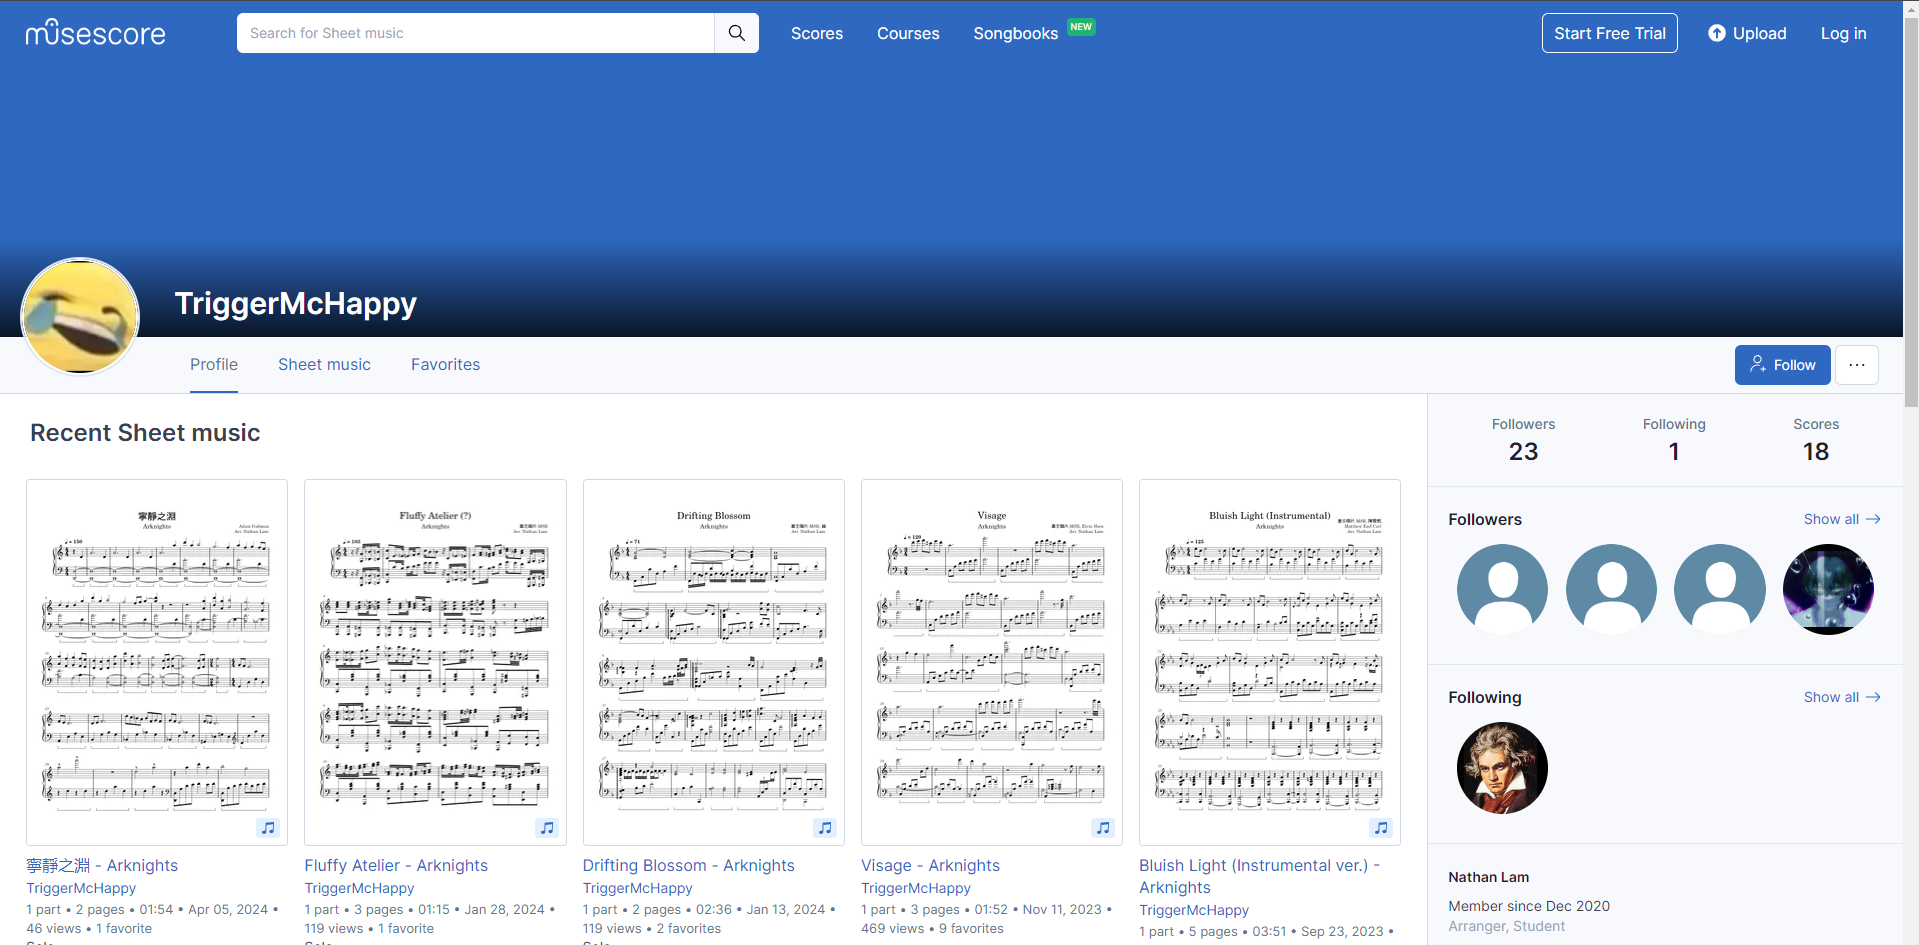 musescore
Search for Sheet music
Scores
Courses
Songbooks
NEW
Start Free Trial
Upload
Log in
TriggerMcHappy
Profile
Sheet music
Favorites
Follow
Recent Sheet music
寧靜之淵
Arknights
Fluffy Atelier (?)
Arknights
Drifting Blossom
Arknights
Visage
Arknights
Bluish Light (Instrumental)
Arknights
寧靜之淵 - Arknights
TriggerMcHappy
1 part • 2 pages • 01:54 • Apr 05, 2024 •
46 views • 1 favorite
Fluffy Atelier - Arknights
TriggerMcHappy
1 part • 3 pages • 01:15 • Jan 28, 2024 •
119 views • 1 favorite
Drifting Blossom - Arknights
TriggerMcHappy
1 part • 2 pages • 02:36 • Jan 13, 2024 •
119 views • 2 favorites
Visage - Arknights
TriggerMcHappy
1 part • 3 pages • 01:52 • Nov 11, 2023 •
469 views • 9 favorites
Bluish Light (Instrumental ver.) -
Arknights
TriggerMcHappy
1 part • 5 pages • 03:51 • Sep 23, 2023 •
Followers
23
Following
1
Scores
18
Followers
Show all
Following
Show all
Nathan Lam
Member since Dec 2020
Arranger, Student